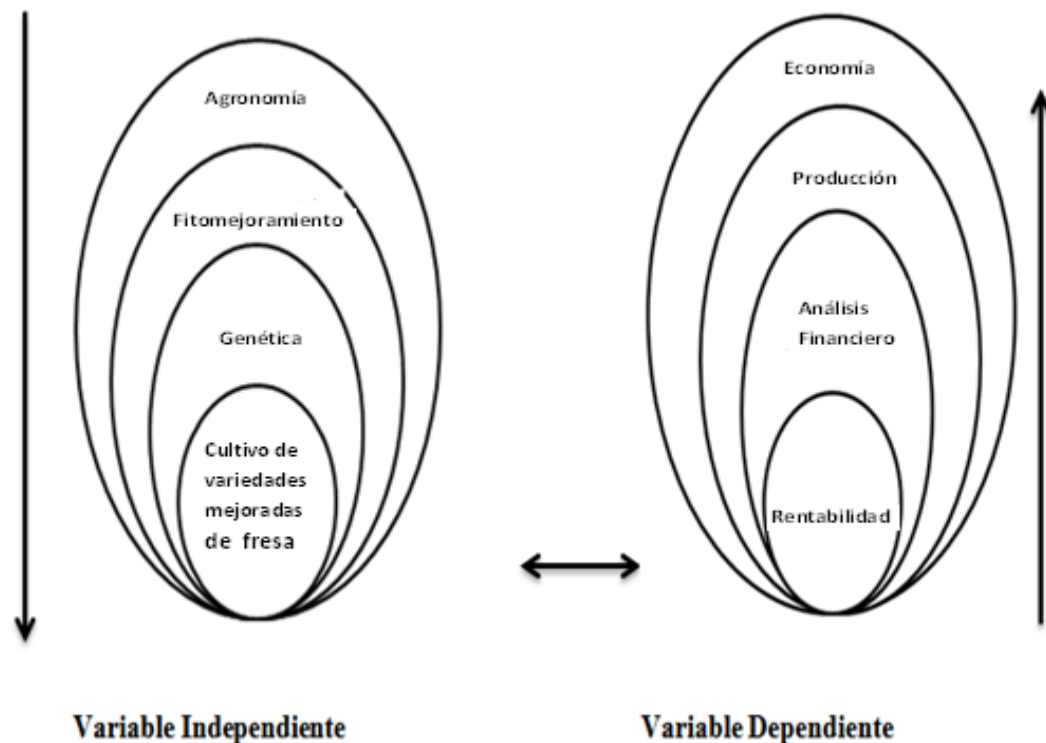 Agronomía
Fitomejoramiento
Genética
Cultivo de
variedades
mejoradas
de fresa
Variable Independiente
Economía
Producción
Análisis
Financiero
Rentabilidad
Variable Dependiente